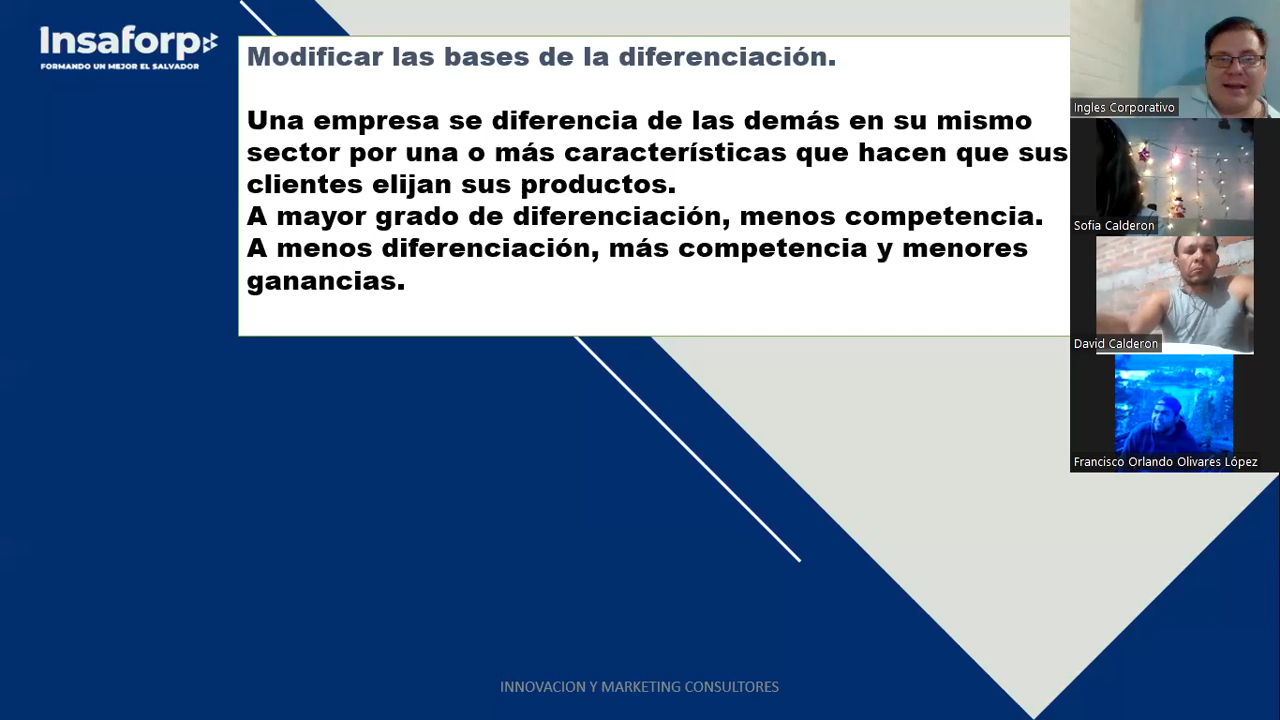 Insaforp
FORMANDO UN MEJOR EL SALVADOR
Modificar las bases de la diferenciación.
Una empresa se diferencia de las demás en su mismo
sector por una o más características que hacen que sus
clientes elijan sus productos.
A mayor grado de diferenciación, menos competencia.
A menos diferenciación, más competencia y menores
ganancias.
INNOVACION Y MARKETING CONSULTORES
Ingles Corporativo
Sofia Calderon
David Calderon
Francisco Orlando Olivares López